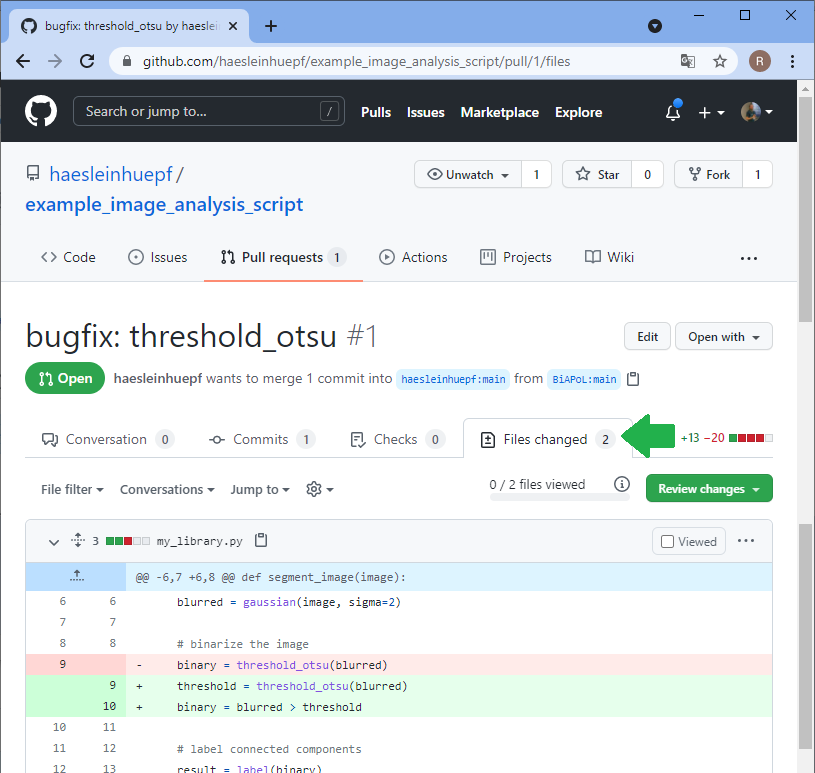 bugfix: threshold_otsu by haeslei
github.com/haesleinhuepf/example_image_analysis_script/pull/1/files
R
Search or jump to... /
Pulls Issues Marketplace Explore
haesleinhuepf /
example_image_analysis_script
Unwatch 1 Star 0 Fork 1
Code Issues Pull requests 1 Actions Projects Wiki ...
bugfix: threshold_otsu #1
Edit Open with
Open haesleinhuepf wants to merge 1 commit into haesleinhuepf:main from BiAPoL:main
Conversation 0 Commits 1 Checks 0 Files changed 2 +13 −20
File filter Conversations Jump to 0 / 2 files viewed Review changes
3 my_library.py Viewed ...
@@ -6,7 +6,8 @@ def segment_image(image):
6 6 blurred = gaussian(image, sigma=2)
7 7
8 8 # binarize the image
9 - binary = threshold_otsu(blurred)
9 + threshold = threshold_otsu(blurred)
10 + binary = blurred > threshold
10 11
11 12 # label connected components
12 13 result = label(binary)